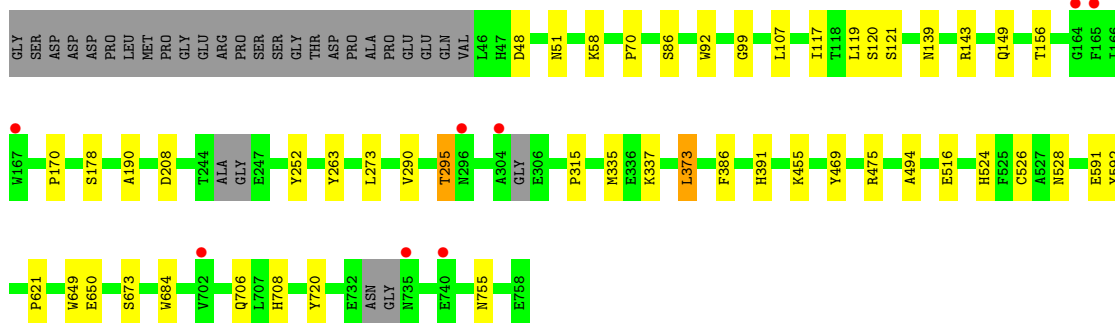 GLY SER ASP ASP ASP PRO LEU MET PRO GLY GLU ARG PRO SER SER GLY THR ASP PRO ALA PRO GLU GLU GLN VAL L46 H47 D48 N51 K58 P70 S86 W92 G99 L107 I117 T118 L119 S120 S121 N139 R143 Q149 T156 G164 F165 I166
W167 P170 S178 A190 D208 T244 ALA GLY E247 Y252 Y263 L273 V290 T295 N296 A304 GLY E306 P315 M335 E336 K337 L373 F386 H391 K455 Y469 R475 A494 E516 H524 F525 C526 A527 N528 E591 Y592
P621 W649 E650 S673 W684 V702 Q706 L707 H708 Y720 E732 ASN GLY N735 E740 N755 E758